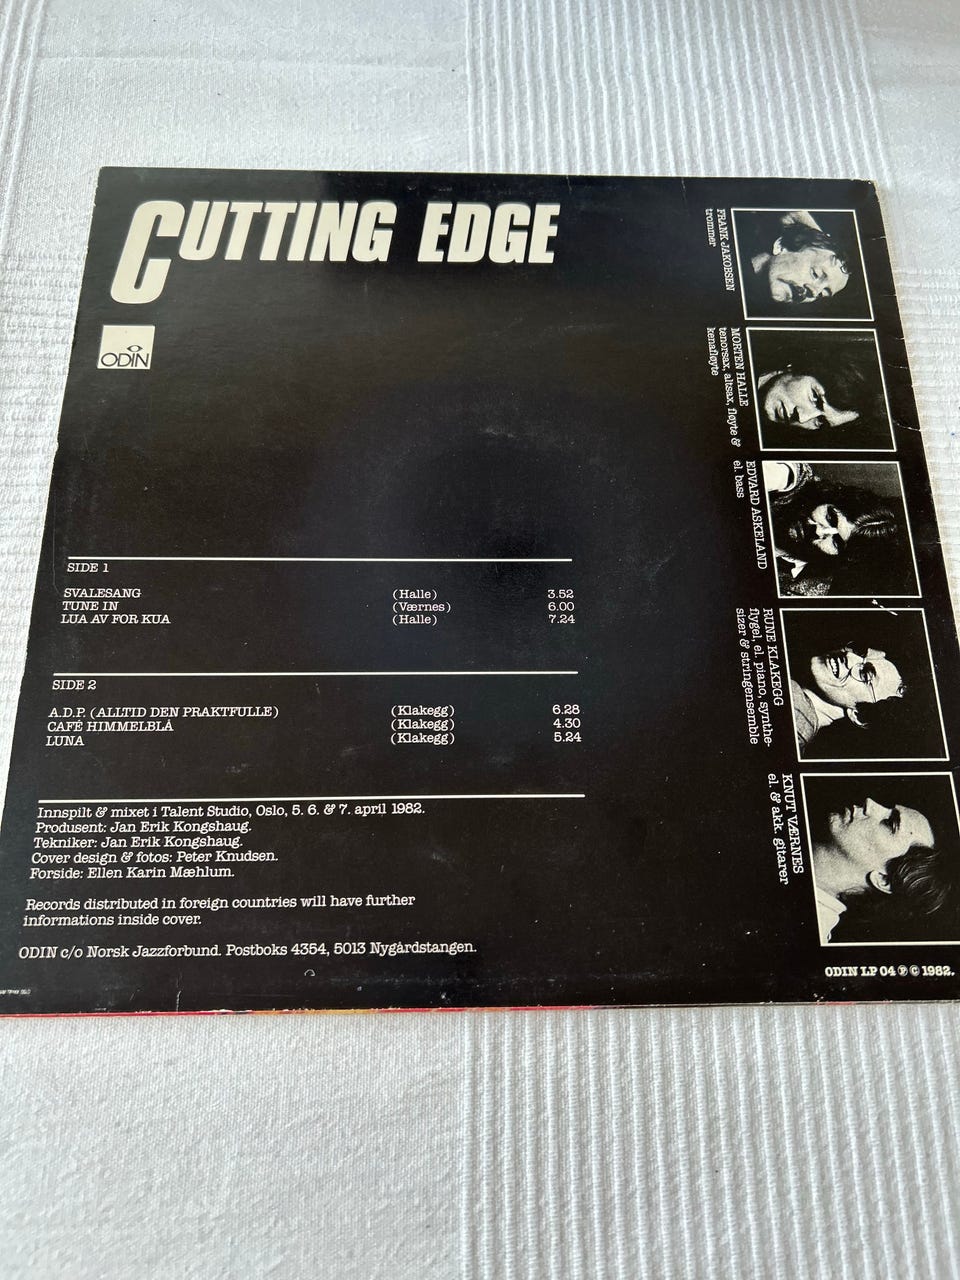 CUTTING EDGE
ODIN
SIDE 1
SVALESANG (Halle) 3.52
TUNE IN (Værnes) 6.00
LUA AV FOR KUA (Halle) 7.24
SIDE 2
A.D.P. (ALLTID DEN PRAKTFULLE) (Klakegg) 6.28
CAFÉ HIMMELBLÅ (Klakegg) 4.30
LUNA (Klakegg) 5.24
Innspilt & mixet i Talent Studio, Oslo, 5. 6. & 7. april 1982.
Produsent: Jan Erik Kongshaug.
Tekniker: Jan Erik Kongshaug.
Cover design & fotos: Peter Knudsen.
Forside: Ellen Karin Mæhlum.
Records distributed in foreign countries will have further
informations inside cover.
ODIN c/o Norsk Jazzforbund. Postboks 4354, 5013 Nygårdstangen.
FRANK JAKOBSEN
trommer
MORTEN HALLE
tenorsax, altsax, fløyte &
kenafløyte
EDVARD ASKELAND
el. bass
RUNE KLAKEGG
flygel, el. piano, synthe-
sizer & stringensemble
KNUT VÆRNES
el. & akk. gitarer
ODIN LP 04 ℗ © 1982.